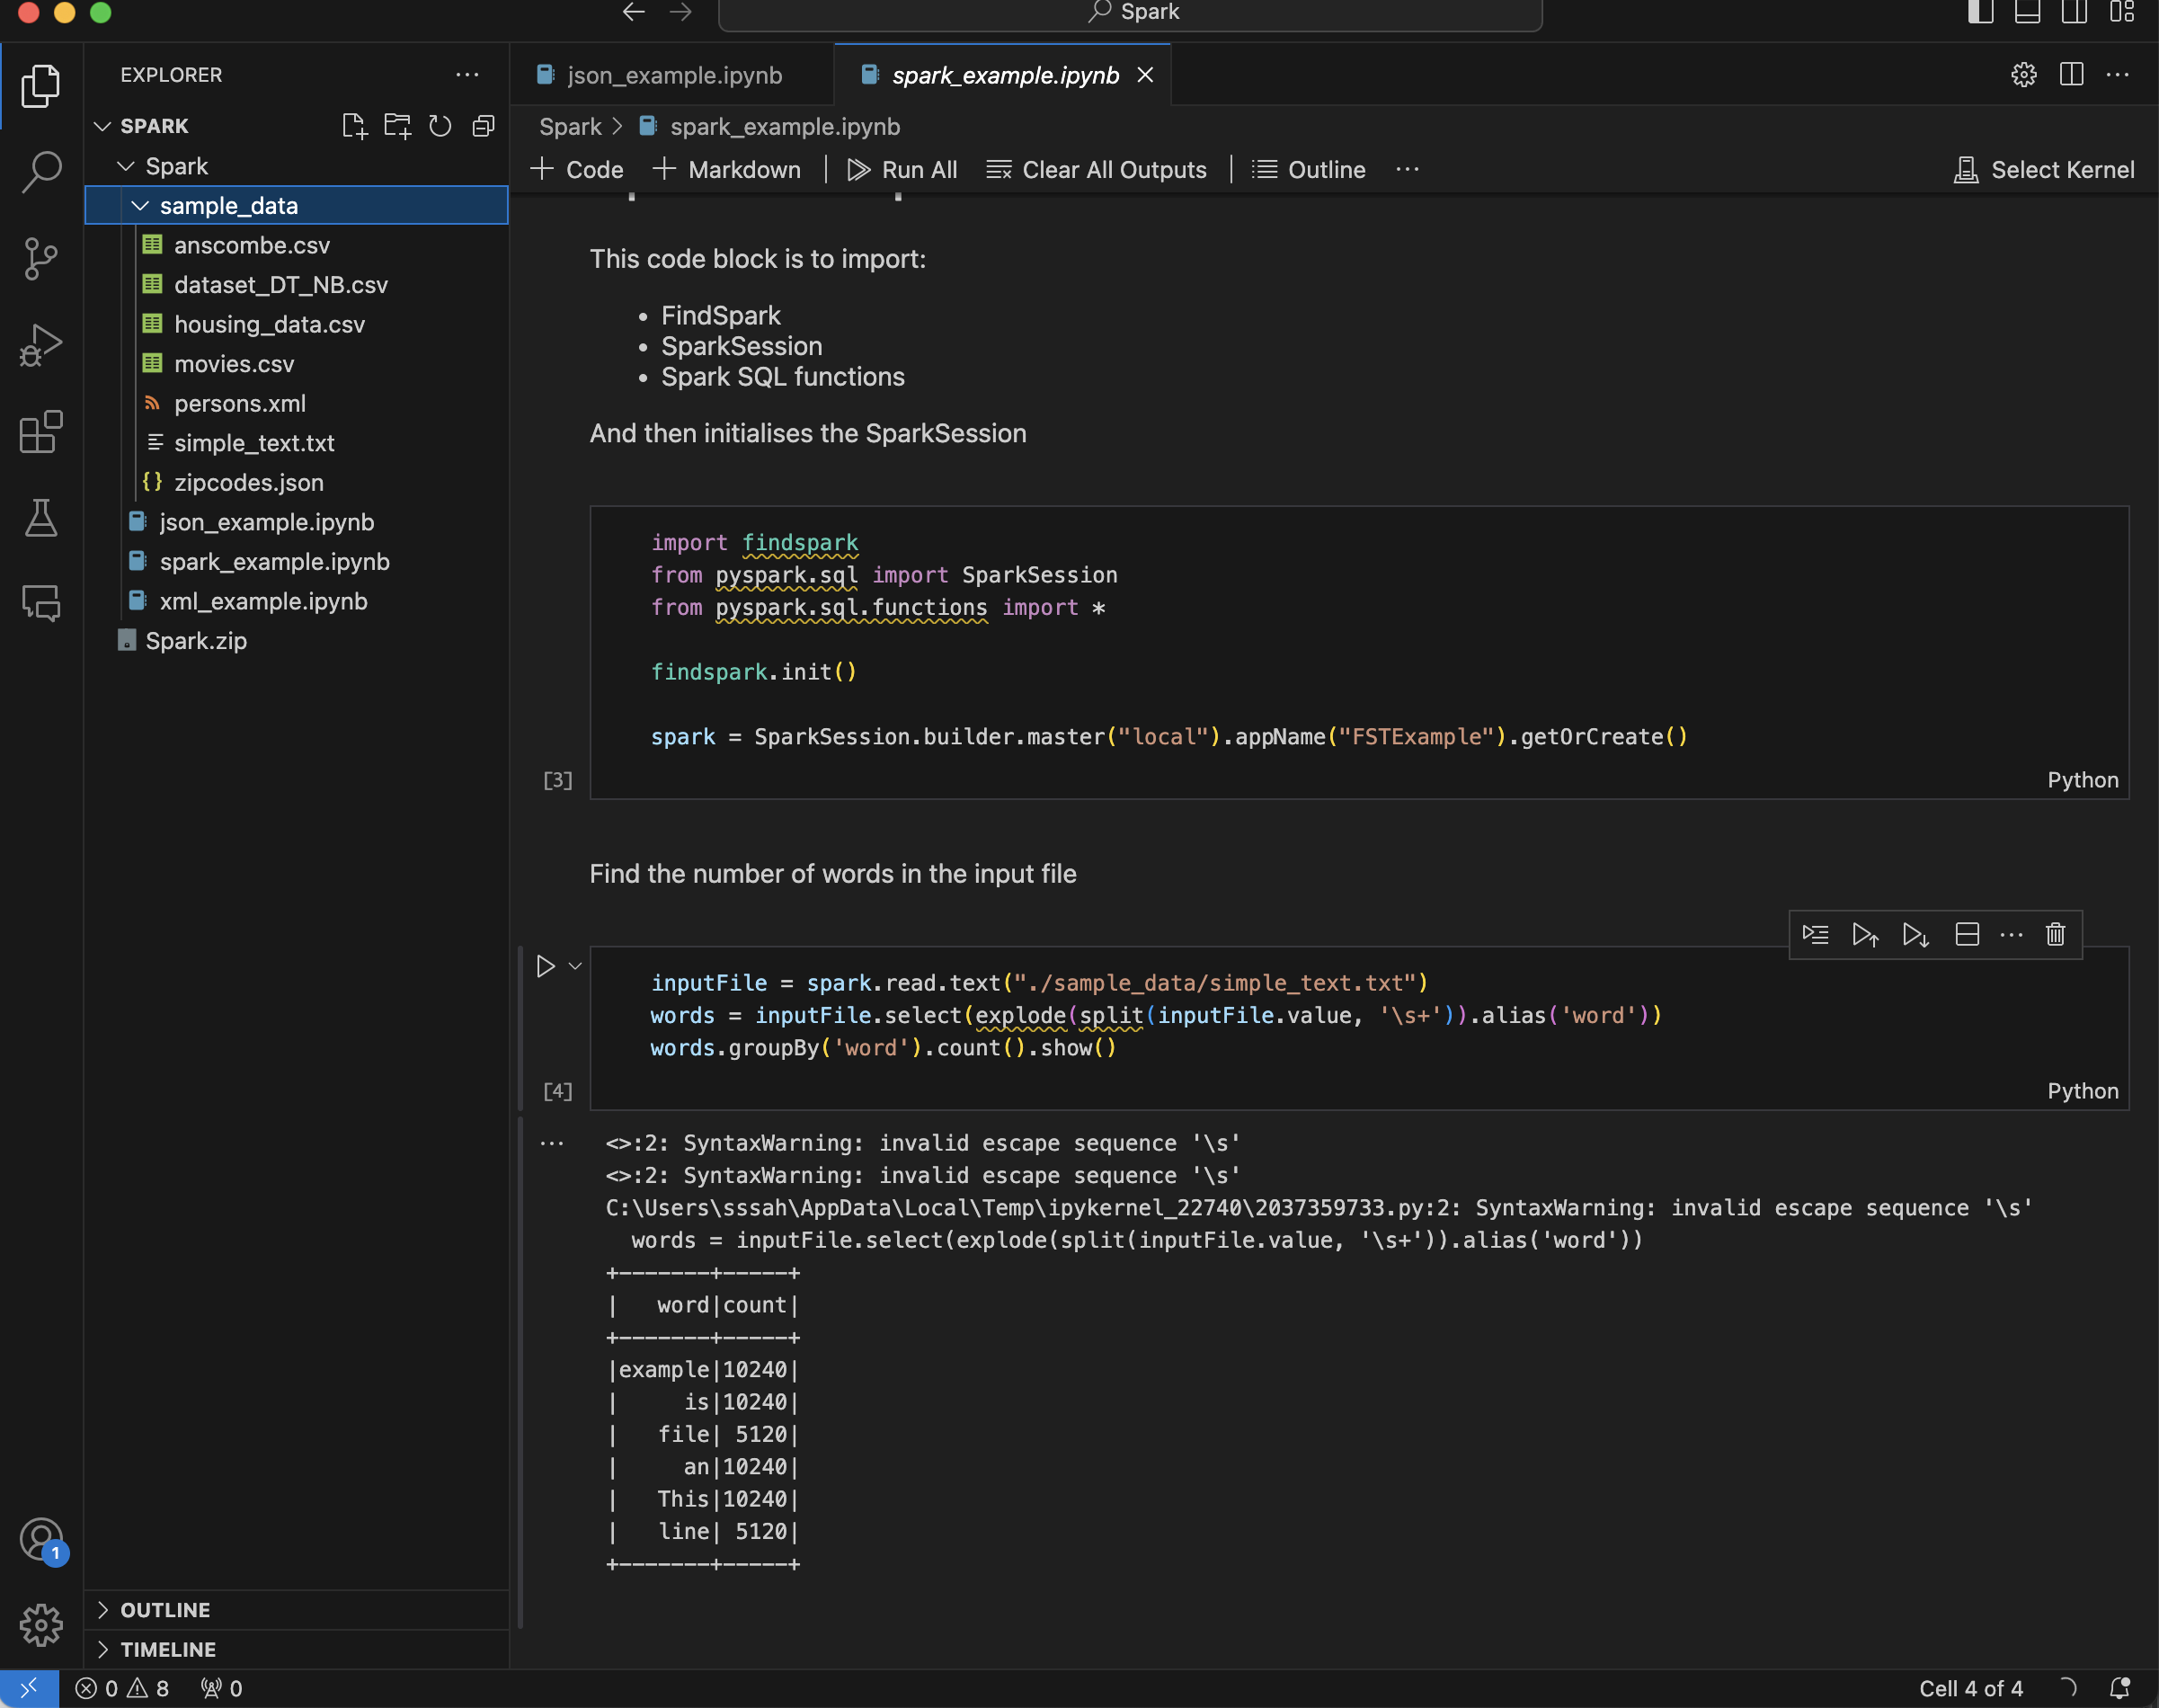 Spark
EXPLORER
SPARK
Spark
sample_data
anscombe.csv
dataset_DT_NB.csv
housing_data.csv
movies.csv
persons.xml
simple_text.txt
zipcodes.json
json_example.ipynb
spark_example.ipynb
xml_example.ipynb
Spark.zip
OUTLINE
TIMELINE
json_example.ipynb
spark_example.ipynb
Spark > spark_example.ipynb
+ Code + Markdown | Run All Clear All Outputs | Outline ... Select Kernel
This code block is to import:
• FindSpark
• SparkSession
• Spark SQL functions
And then initialises the SparkSession
import findspark
from pyspark.sql import SparkSession
from pyspark.sql.functions import *
findspark.init()
spark = SparkSession.builder.master("local").appName("FSTExample").getOrCreate()
[3]
Python
Find the number of words in the input file
inputFile = spark.read.text("./sample_data/simple_text.txt")
words = inputFile.select(explode(split(inputFile.value, '\s+')).alias('word'))
words.groupBy('word').count().show()
[4]
Python
<>:2: SyntaxWarning: invalid escape sequence '\s'
<>:2: SyntaxWarning: invalid escape sequence '\s'
C:\Users\sssah\AppData\Local\Temp\ipykernel_22740\2037359733.py:2: SyntaxWarning: invalid escape sequence '\s'
  words = inputFile.select(explode(split(inputFile.value, '\s+')).alias('word'))
+-------+-----+
|   word|count|
+-------+-----+
|example|10240|
|     is|10240|
|   file| 5120|
|     an|10240|
|   This|10240|
|   line| 5120|
+-------+-----+
1
0 8 0
Cell 4 of 4